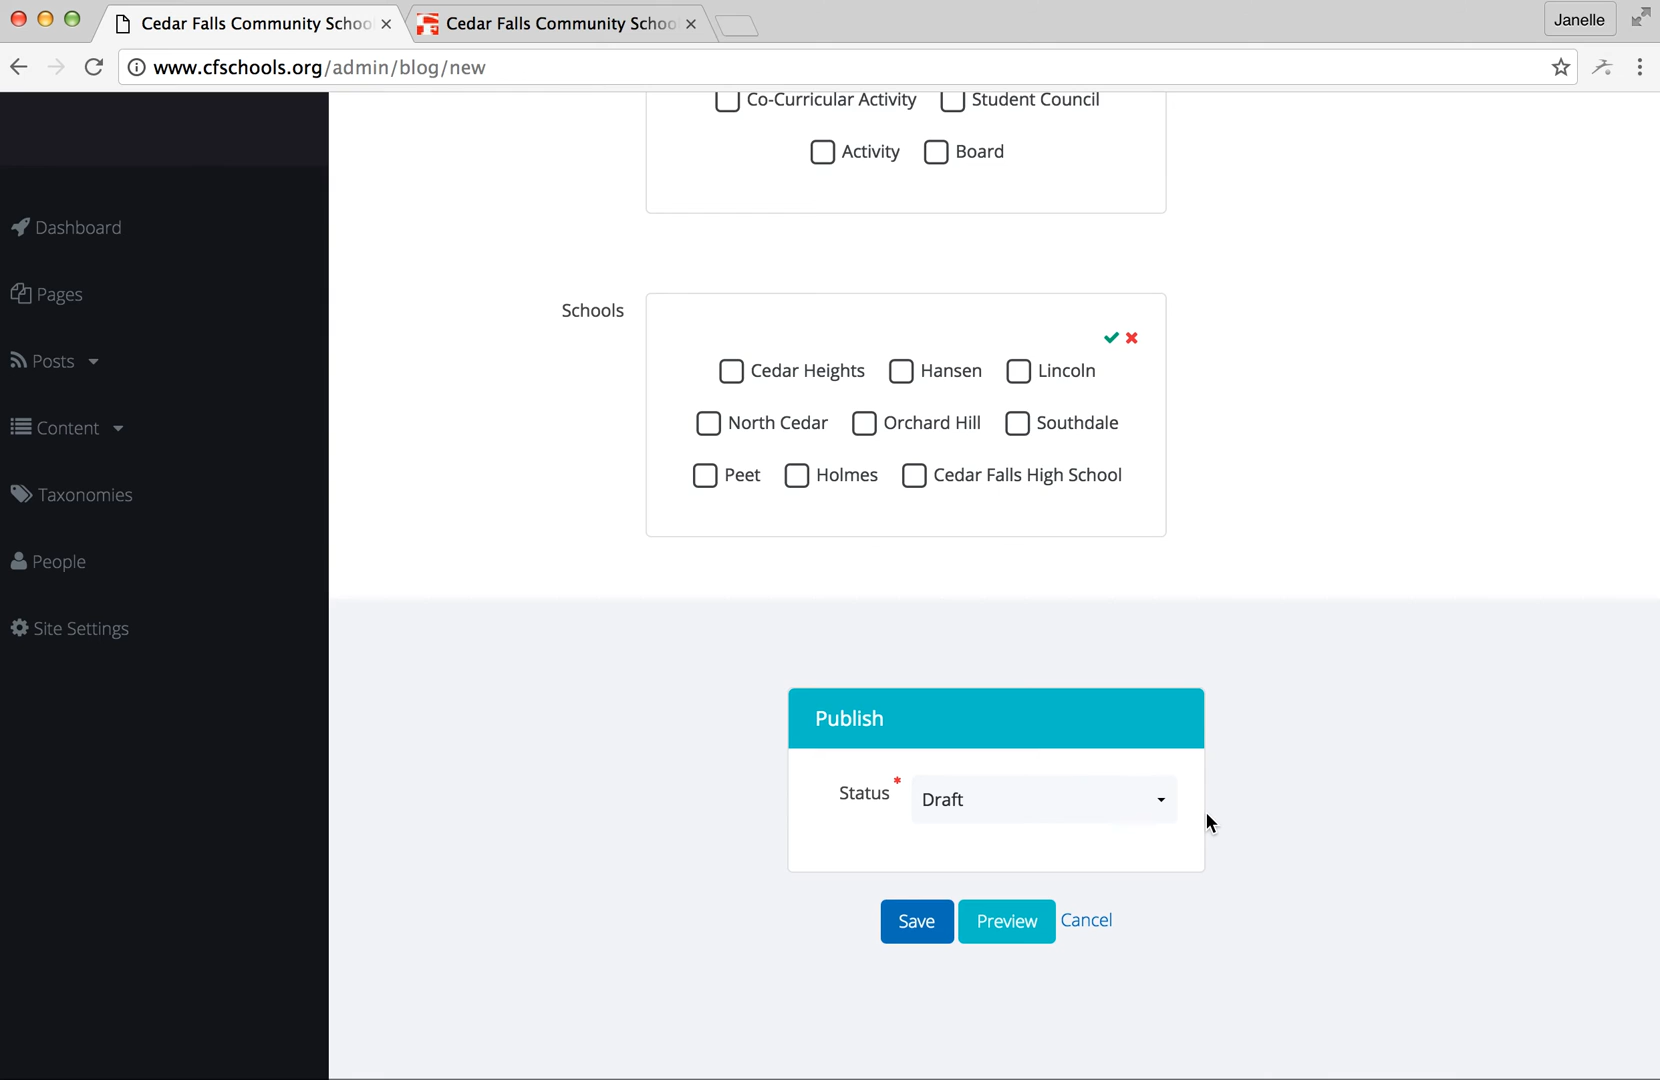 Cedar Falls Community Schoo
Cedar Falls Community Schoo
Janelle
www.cfschools.org/admin/blog/new
Co-Curricular Activity Student Council
Activity Board
Dashboard
Pages
Posts
Content
Taxonomies
People
Site Settings
Schools
Cedar Heights Hansen Lincoln
North Cedar Orchard Hill Southdale
Peet Holmes Cedar Falls High School
Publish
Status * Draft
Save Preview Cancel